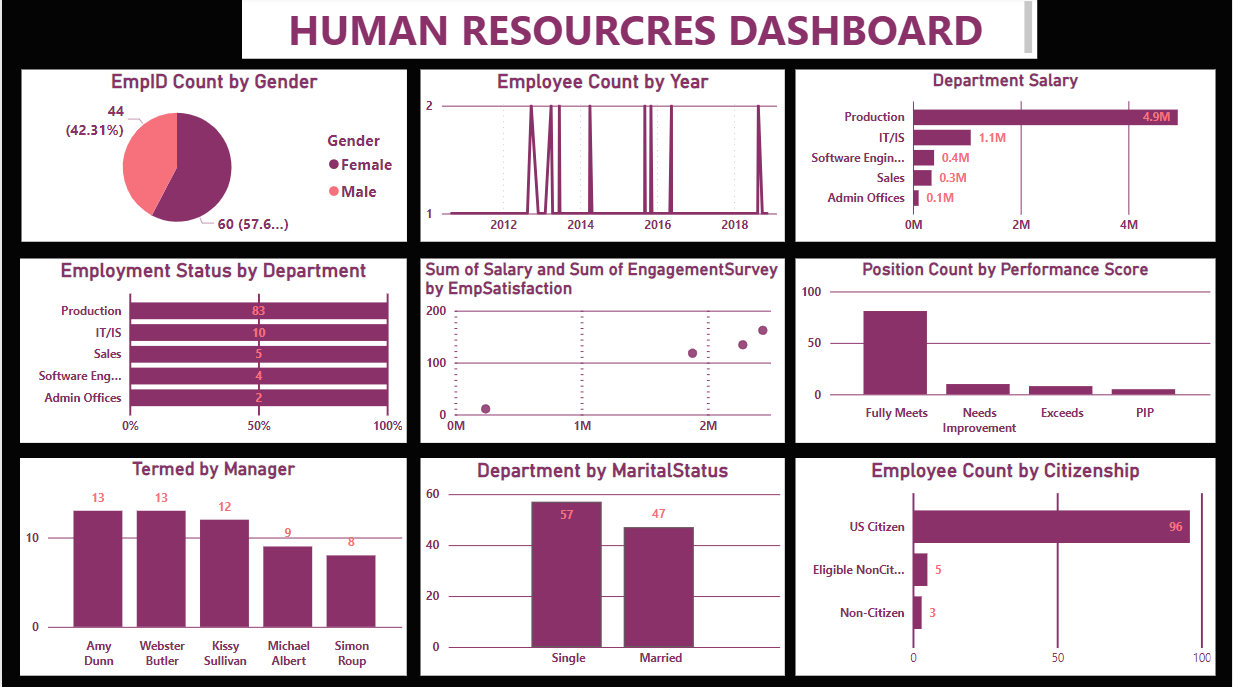 HUMAN RESOURCRES DASHBOARD
EmpID Count by Gender
44
(42.31%)
60 (57.6...)
Gender
Female
Male
Employee Count by Year
2
1
2012 2014 2016 2018
Department Salary
Production 4.9M
IT/IS 1.1M
Software Engin... 0.4M
Sales 0.3M
Admin Offices 0.1M
0M 2M 4M
Employment Status by Department
Production 83
IT/IS 10
Sales 5
Software Eng... 4
Admin Offices 2
0% 50% 100%
Sum of Salary and Sum of EngagementSurvey
by EmpSatisfaction
200
100
0
0M 1M 2M
Position Count by Performance Score
100
50
0
Fully Meets Needs Exceeds PIP
Improvement
Termed by Manager
13 13 12 9 8
10
0
Amy Webster Kissy Michael Simon
Dunn Butler Sullivan Albert Roup
Department by MaritalStatus
60
57 47
40
20
0
Single Married
Employee Count by Citizenship
US Citizen 96
Eligible NonCit... 5
Non-Citizen 3
0 50 100